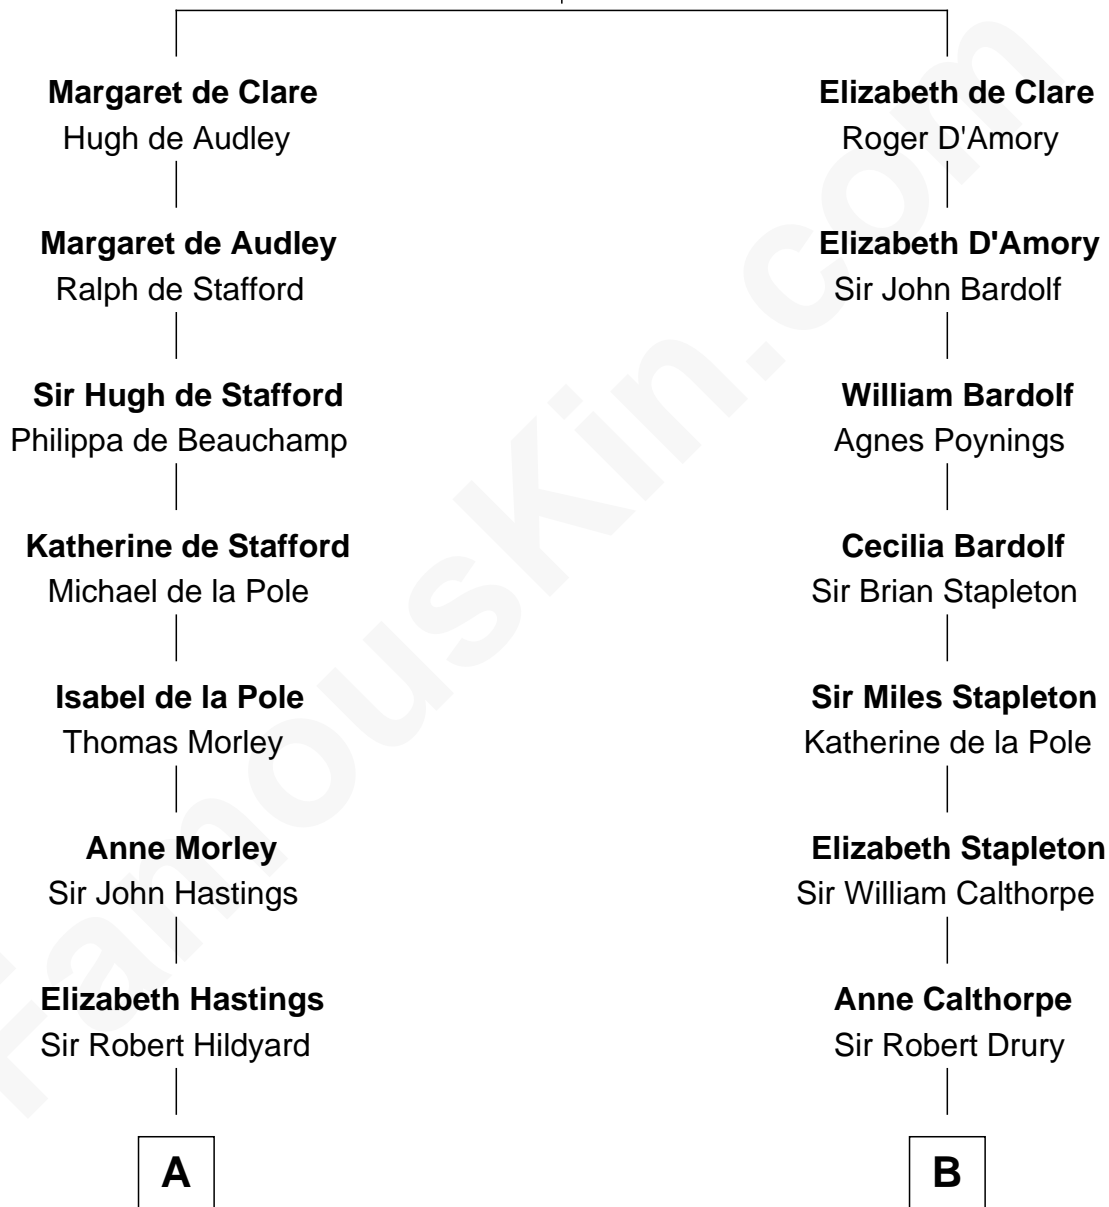 Margaret de Clare
Hugh de Audley
Margaret de Audley
Ralph de Stafford
Sir Hugh de Stafford
Philippa de Beauchamp
Katherine de Stafford
Michael de la Pole
Isabel de la Pole
Thomas Morley
Anne Morley
Sir John Hastings
Elizabeth Hastings
Sir Robert Hildyard
A
Elizabeth de Clare
Roger D'Amory
Elizabeth D'Amory
Sir John Bardolf
William Bardolf
Agnes Poynings
Cecilia Bardolf
Sir Brian Stapleton
Sir Miles Stapleton
Katherine de la Pole
Elizabeth Stapleton
Sir William Calthorpe
Anne Calthorpe
Sir Robert Drury
B
FamousKin.com